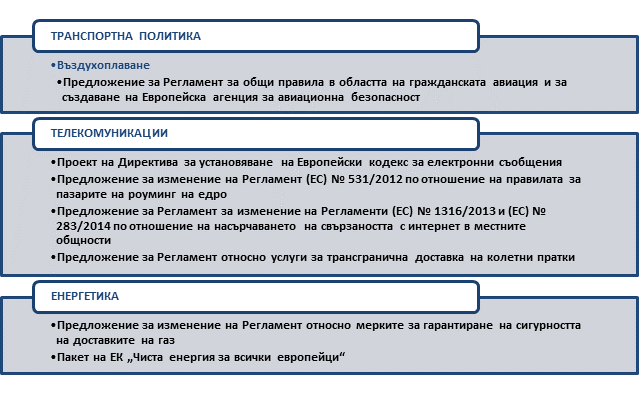 ТРАНСПОРТНА ПОЛИТИКА
•Въздухоплаване
•Предложение за Регламент за общи правила в областта на гражданската авиация и за
създаване на Европейска агенция за авиационна безопасност
ТЕЛЕКОМУНИКАЦИИ
•Проект на Директива за установяване на Европейски кодекс за електронни съобщения
•Предложение за изменение на Регламент (ЕС) № 531/2012 по отношение на правилата за
пазарите на роуминг на едро
•Предложение за Регламент за изменение на Регламенти (ЕС) № 1316/2013 и (ЕС) №
283/2014 по отношение на насърчаването на свързаността с интернет в местните
общности
•Предложение за Регламент относно услуги за трансгранична доставка на колетни пратки
ЕНЕРГЕТИКА
•Предложение за изменение на Регламент относно мерките за гарантиране на сигурността
на доставките на газ
•Пакет на ЕК „Чиста енергия за всички европейци“